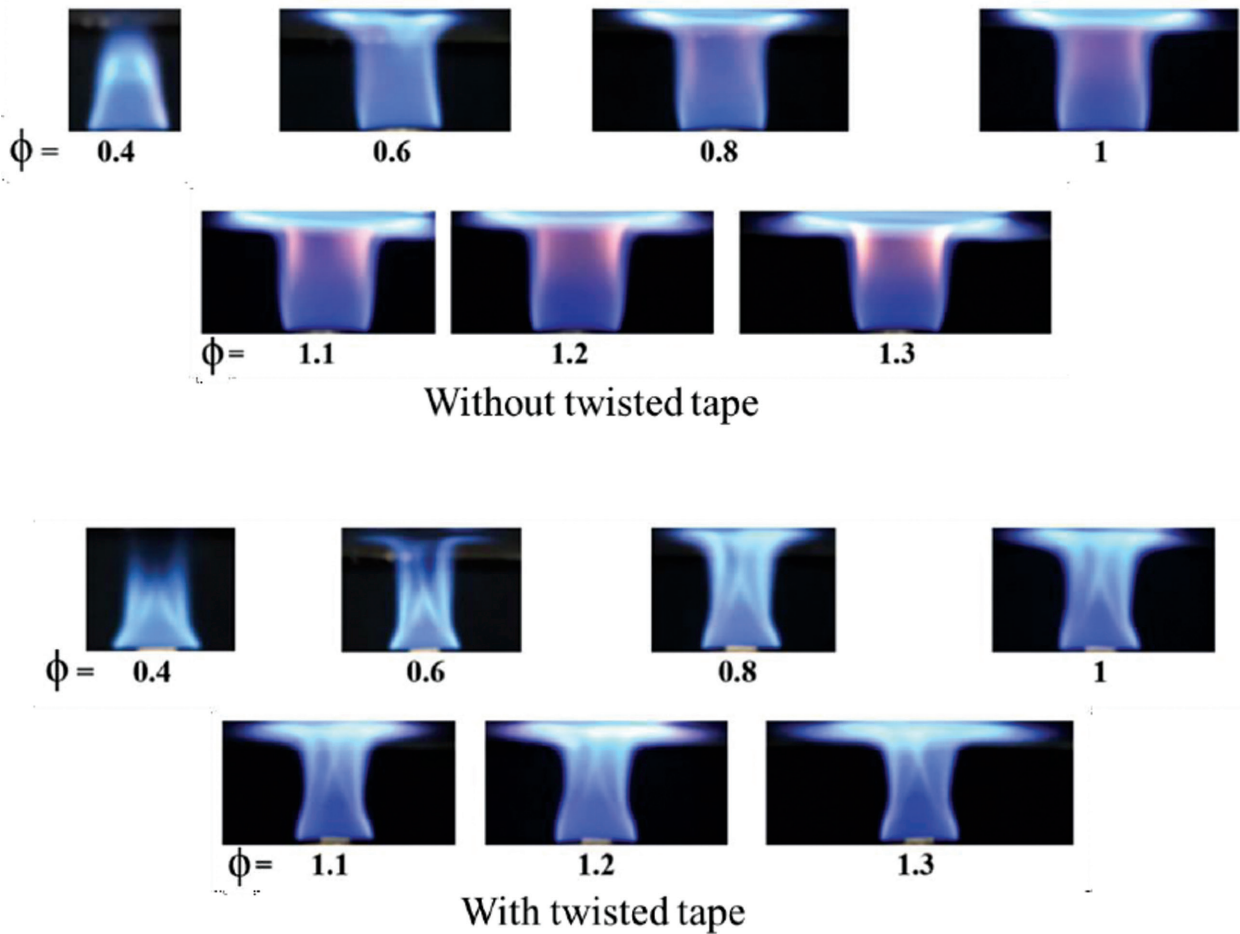 ϕ = 0.4 0.6 0.8 1
ϕ = 1.1 1.2 1.3
Without twisted tape
ϕ = 0.4 0.6 0.8 1
ϕ = 1.1 1.2 1.3
With twisted tape